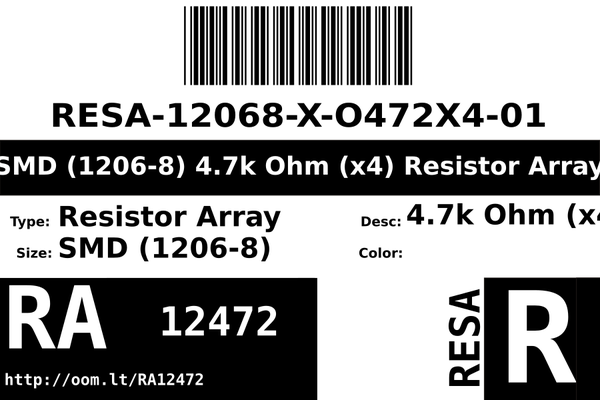 RESA-12068-X-O472X4-01
SMD (1206-8) 4.7k Ohm (x4) Resistor Array
Type: Resistor Array
Desc: 4.7k Ohm (x4
Size: SMD (1206-8)
Color:
RA
12472
RESA
R
http://oom.lt/RA12472